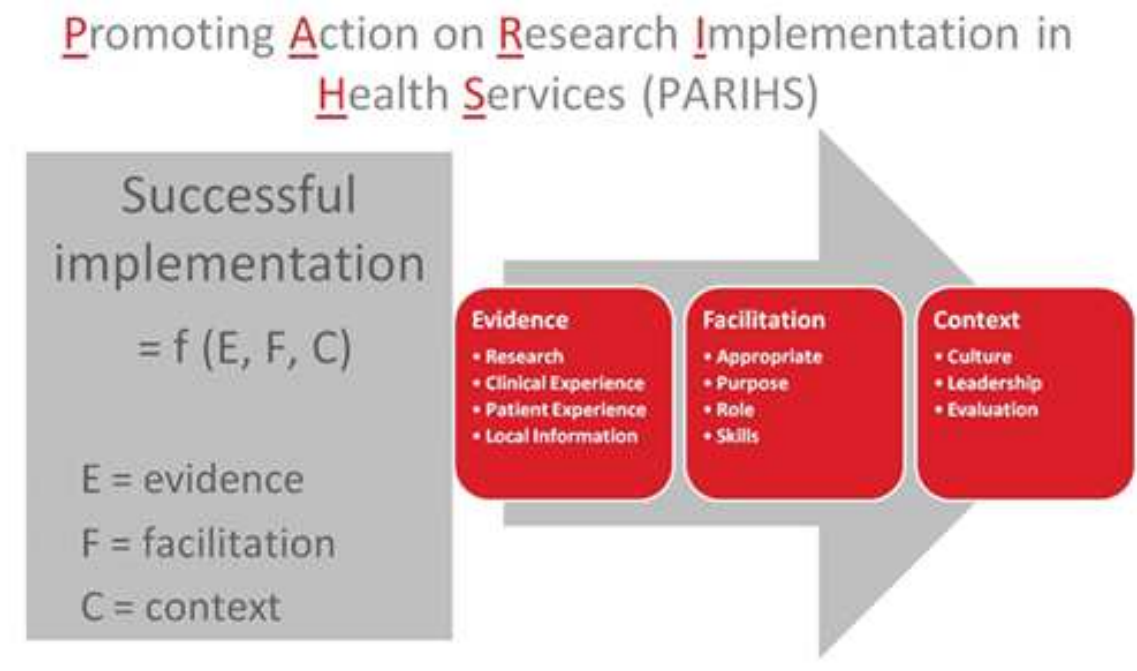 Promoting Action on Research Implementation in
Health Services (PARIHS)
Successful
implementation
= f (E, F, C)
E = evidence
F = facilitation
C = context
Evidence
• Research
• Clinical Experience
• Patient Experience
• Local Information
Facilitation
• Appropriate
• Purpose
• Role
• Skills
Context
• Culture
• Leadership
• Evaluation